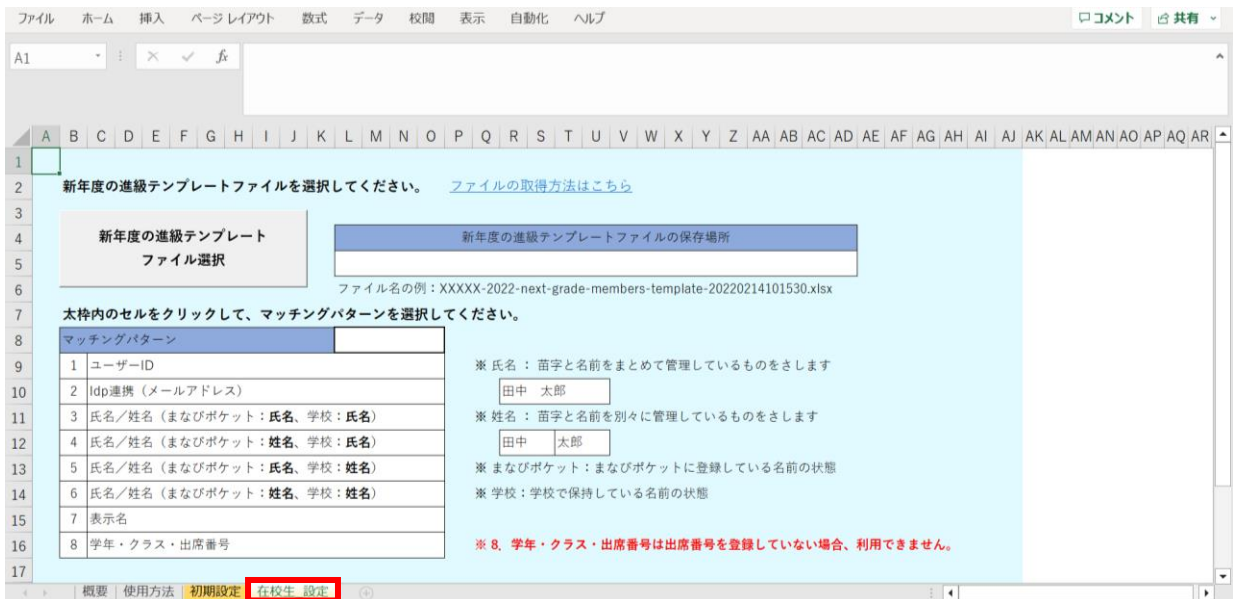 ファイル ホーム 挿入 ページ レイアウト 数式 データ 校閲 表示 自動化 ヘルプ コメント 共有
A1 fx
A B C D E F G H I J K L M N O P Q R S T U V W X Y Z AA AB AC AD AE AF AG AH AI AJ AK AL AM AN AO AP AQ AR
1
2 新年度の進級テンプレートファイルを選択してください。 ファイルの取得方法はこちら
3
4 新年度の進級テンプレート 新年度の進級テンプレートファイルの保存場所
5 ファイル選択
6 ファイル名の例：XXXXX-2022-next-grade-members-template-20220214101530.xlsx
7 太枠内のセルをクリックして、マッチングパターンを選択してください。
8 マッチングパターン
9 1 ユーザーID ※ 氏名 ： 苗字と名前をまとめて管理しているものをさします
10 2 Idp連携（メールアドレス） 田中　太郎
11 3 氏名／姓名（まなびポケット：氏名、学校：氏名） ※ 姓名 ： 苗字と名前を別々に管理しているものをさします
12 4 氏名／姓名（まなびポケット：姓名、学校：氏名） 田中 太郎
13 5 氏名／姓名（まなびポケット：氏名、学校：姓名） ※ まなびポケット：まなびポケットに登録している名前の状態
14 6 氏名／姓名（まなびポケット：姓名、学校：姓名） ※ 学校：学校で保持している名前の状態
15 7 表示名
16 8 学年・クラス・出席番号 ※ 8．学年・クラス・出席番号は出席番号を登録していない場合、利用できません。
17
概要 使用方法 初期設定 在校生_設定